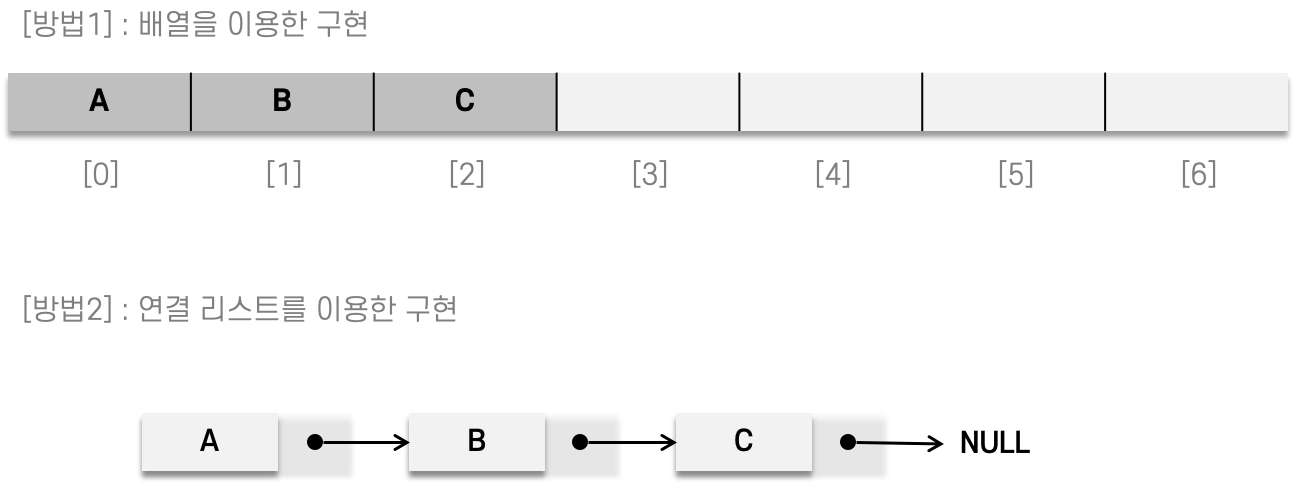 [방법1] : 배열을 이용한 구현
A B C
[0] [1] [2] [3] [4] [5] [6]
[방법2] : 연결 리스트를 이용한 구현
A B C NULL